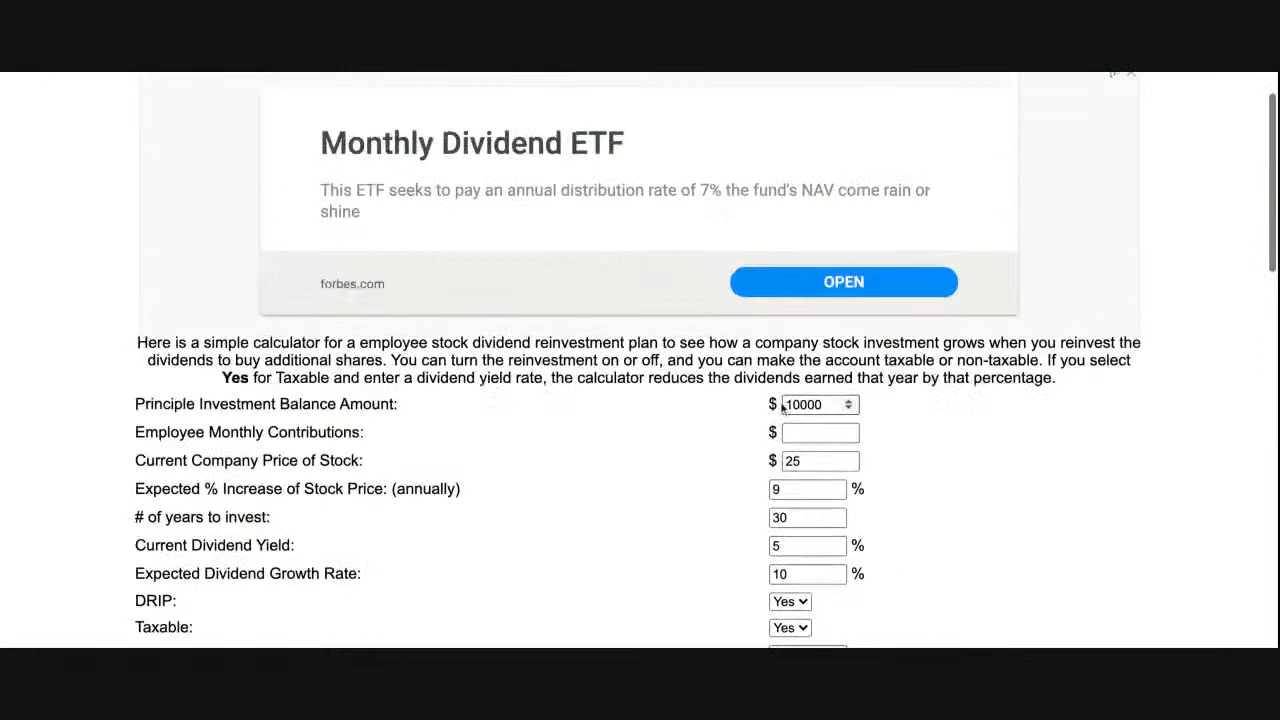 Monthly Dividend ETF
This ETF seeks to pay an annual distribution rate of 7% the fund's NAV come rain or
shine
forbes.com
OPEN
Here is a simple calculator for a employee stock dividend reinvestment plan to see how a company stock investment grows when you reinvest the
dividends to buy additional shares. You can turn the reinvestment on or off, and you can make the account taxable or non-taxable. If you select
Yes for Taxable and enter a dividend yield rate, the calculator reduces the dividends earned that year by that percentage.
Principle Investment Balance Amount: $ 10000
Employee Monthly Contributions: $
Current Company Price of Stock: $ 25
Expected % Increase of Stock Price: (annually) 9 %
# of years to invest: 30
Current Dividend Yield: 5 %
Expected Dividend Growth Rate: 10 %
DRIP: Yes
Taxable: Yes